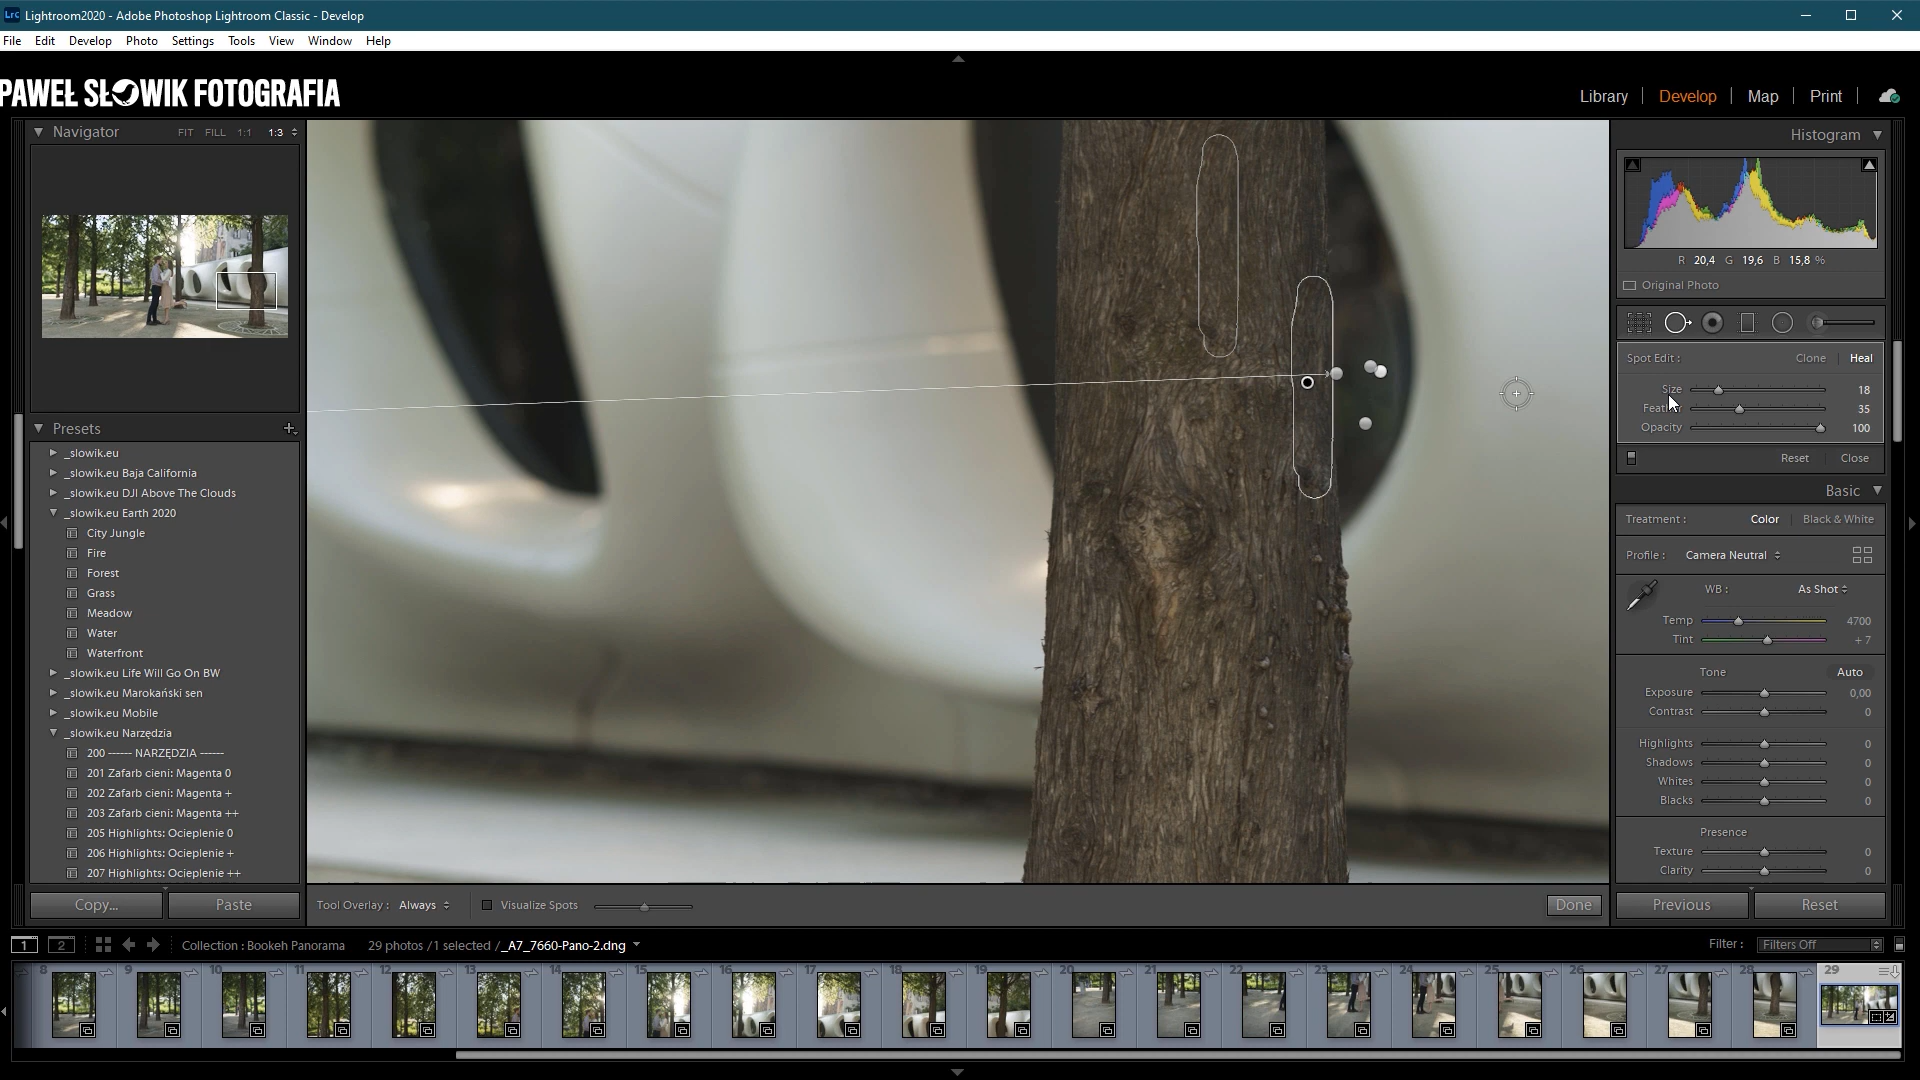 Lrc Lightroom2020 - Adobe Photoshop Lightroom Classic - Develop
File Edit Develop Photo Settings Tools View Window Help
PAWEŁ SŁOWIK FOTOGRAFIA
Library Develop Map Print
Navigator FIT FILL 1:1 1:3
Histogram
R 20,4 G 19,6 B 15,8 %
Original Photo
Spot Edit : Clone Heal
Size 18
Feather 35
Opacity 100
Reset Close
Basic
Treatment : Color Black & White
Profile : Camera Neutral
WB : As Shot
Temp 4700
Tint + 7
Tone Auto
Exposure 0,00
Contrast 0
Highlights 0
Shadows 0
Whites 0
Blacks 0
Presence
Texture 0
Clarity 0
Previous Reset
Presets
_slowik.eu
_slowik.eu Baja California
_slowik.eu DJI Above The Clouds
_slowik.eu Earth 2020
City Jungle
Fire
Forest
Grass
Meadow
Water
Waterfront
_slowik.eu Life Will Go On BW
_slowik.eu Marokański sen
_slowik.eu Mobile
_slowik.eu Narzędzia
200 ------ NARZĘDZIA ------
201 Zafarb cieni: Magenta 0
202 Zafarb cieni: Magenta +
203 Zafarb cieni: Magenta ++
205 Highlights: Ocieplenie 0
206 Highlights: Ocieplenie +
207 Highlights: Ocieplenie ++
Copy... Paste
Tool Overlay : Always Visualize Spots Done
1 2 Collection : Bookeh Panorama 29 photos /1 selected /_A7_7660-Pano-2.dng Filter : Filters Off
8 9 10 11 12 13 14 15 16 17 18 19 20 21 22 23 24 25 26 27 28 29